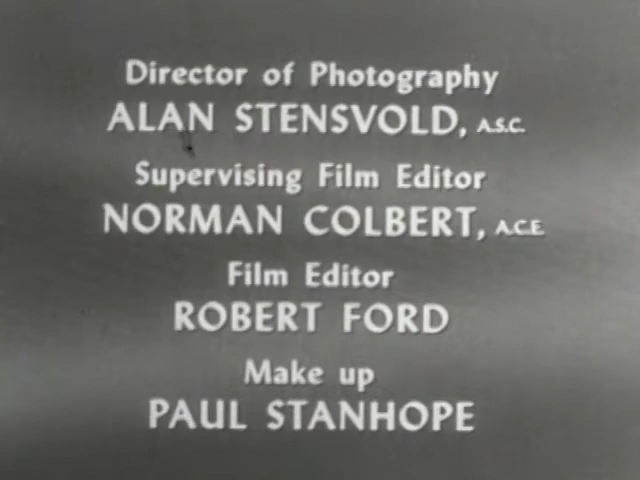 Director of Photography
ALAN STENSVOLD, A.S.C.
Supervising Film Editor
NORMAN COLBERT, A.C.E.
Film Editor
ROBERT FORD
Make up
PAUL STANHOPE